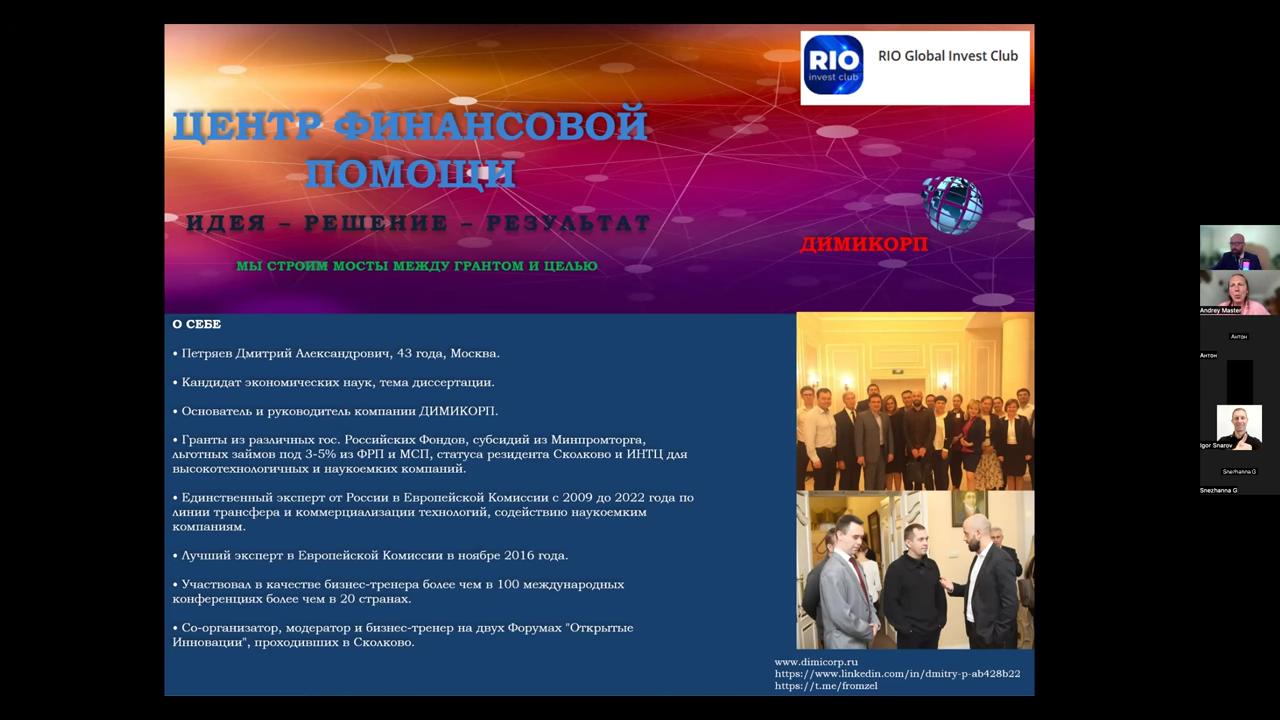 RIO
invest club
RIO Global Invest Club
ЦЕНТР ФИНАНСОВОЙ
ПОМОЩИ
ИДЕЯ – РЕШЕНИЕ – РЕЗУЛЬТАТ
МЫ СТРОИМ МОСТЫ МЕЖДУ ГРАНТОМ И ЦЕЛЬЮ
ДИМИКОРП
О СЕБЕ
• Петряев Дмитрий Александрович, 43 года, Москва.
• Кандидат экономических наук, тема диссертации.
• Основатель и руководитель компании ДИМИКОРП.
• Гранты из различных гос. Российских Фондов, субсидий из Минпромторга,
льготных займов под 3-5% из ФРП и МСП, статуса резидента Сколково и ИНТЦ для
высокотехнологичных и наукоемких компаний.
• Единственный эксперт от России в Европейской Комиссии с 2009 до 2022 года по
линии трансфера и коммерциализации технологий, содействию наукоемким
компаниям.
• Лучший эксперт в Европейской Комиссии в ноябре 2016 года.
• Участвовал в качестве бизнес-тренера более чем в 100 международных
конференциях более чем в 20 странах.
• Со-организатор, модератор и бизнес-тренер на двух Форумах "Открытые
Инновации", проходивших в Сколково.
www.dimicorp.ru
https://www.linkedin.com/in/dmitry-p-ab428b22
https://t.me/fromzel
Andrey Master
Антон
Антон
Igor Snarov
Snezhanna G
Snezhanna G